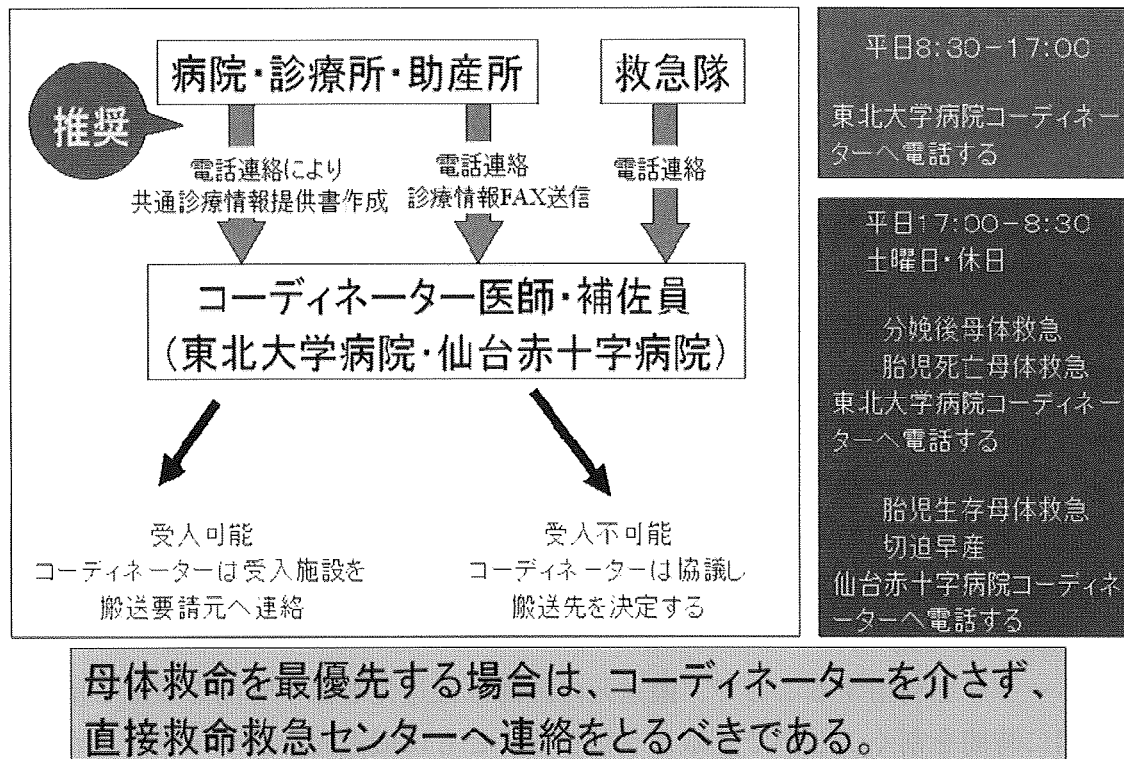 病院・診療所・助産所
救急隊
推奨
電話連絡により
共通診療情報提供書作成
電話連絡
診療情報FAX送信
電話連絡
コーディネーター医師・補佐員
(東北大学病院・仙台赤十字病院)
受入可能
コーディネーターは受入施設を
搬送要請元へ連絡
受入不可能
コーディネーターは協議し
搬送先を決定する
平日8:30-17:00
東北大学病院コーディネー
ターへ電話する
平日17:00-8:30
土曜日・休日
分娩後母体救急
胎児死亡母体救急
東北大学病院コーディネー
ターへ電話する
胎児生存母体救急
切迫早産
仙台赤十字病院コーディネ
ーターへ電話する
母体救命を最優先する場合は、コーディネーターを介さず、
直接救命救急センターへ連絡をとるべきである。